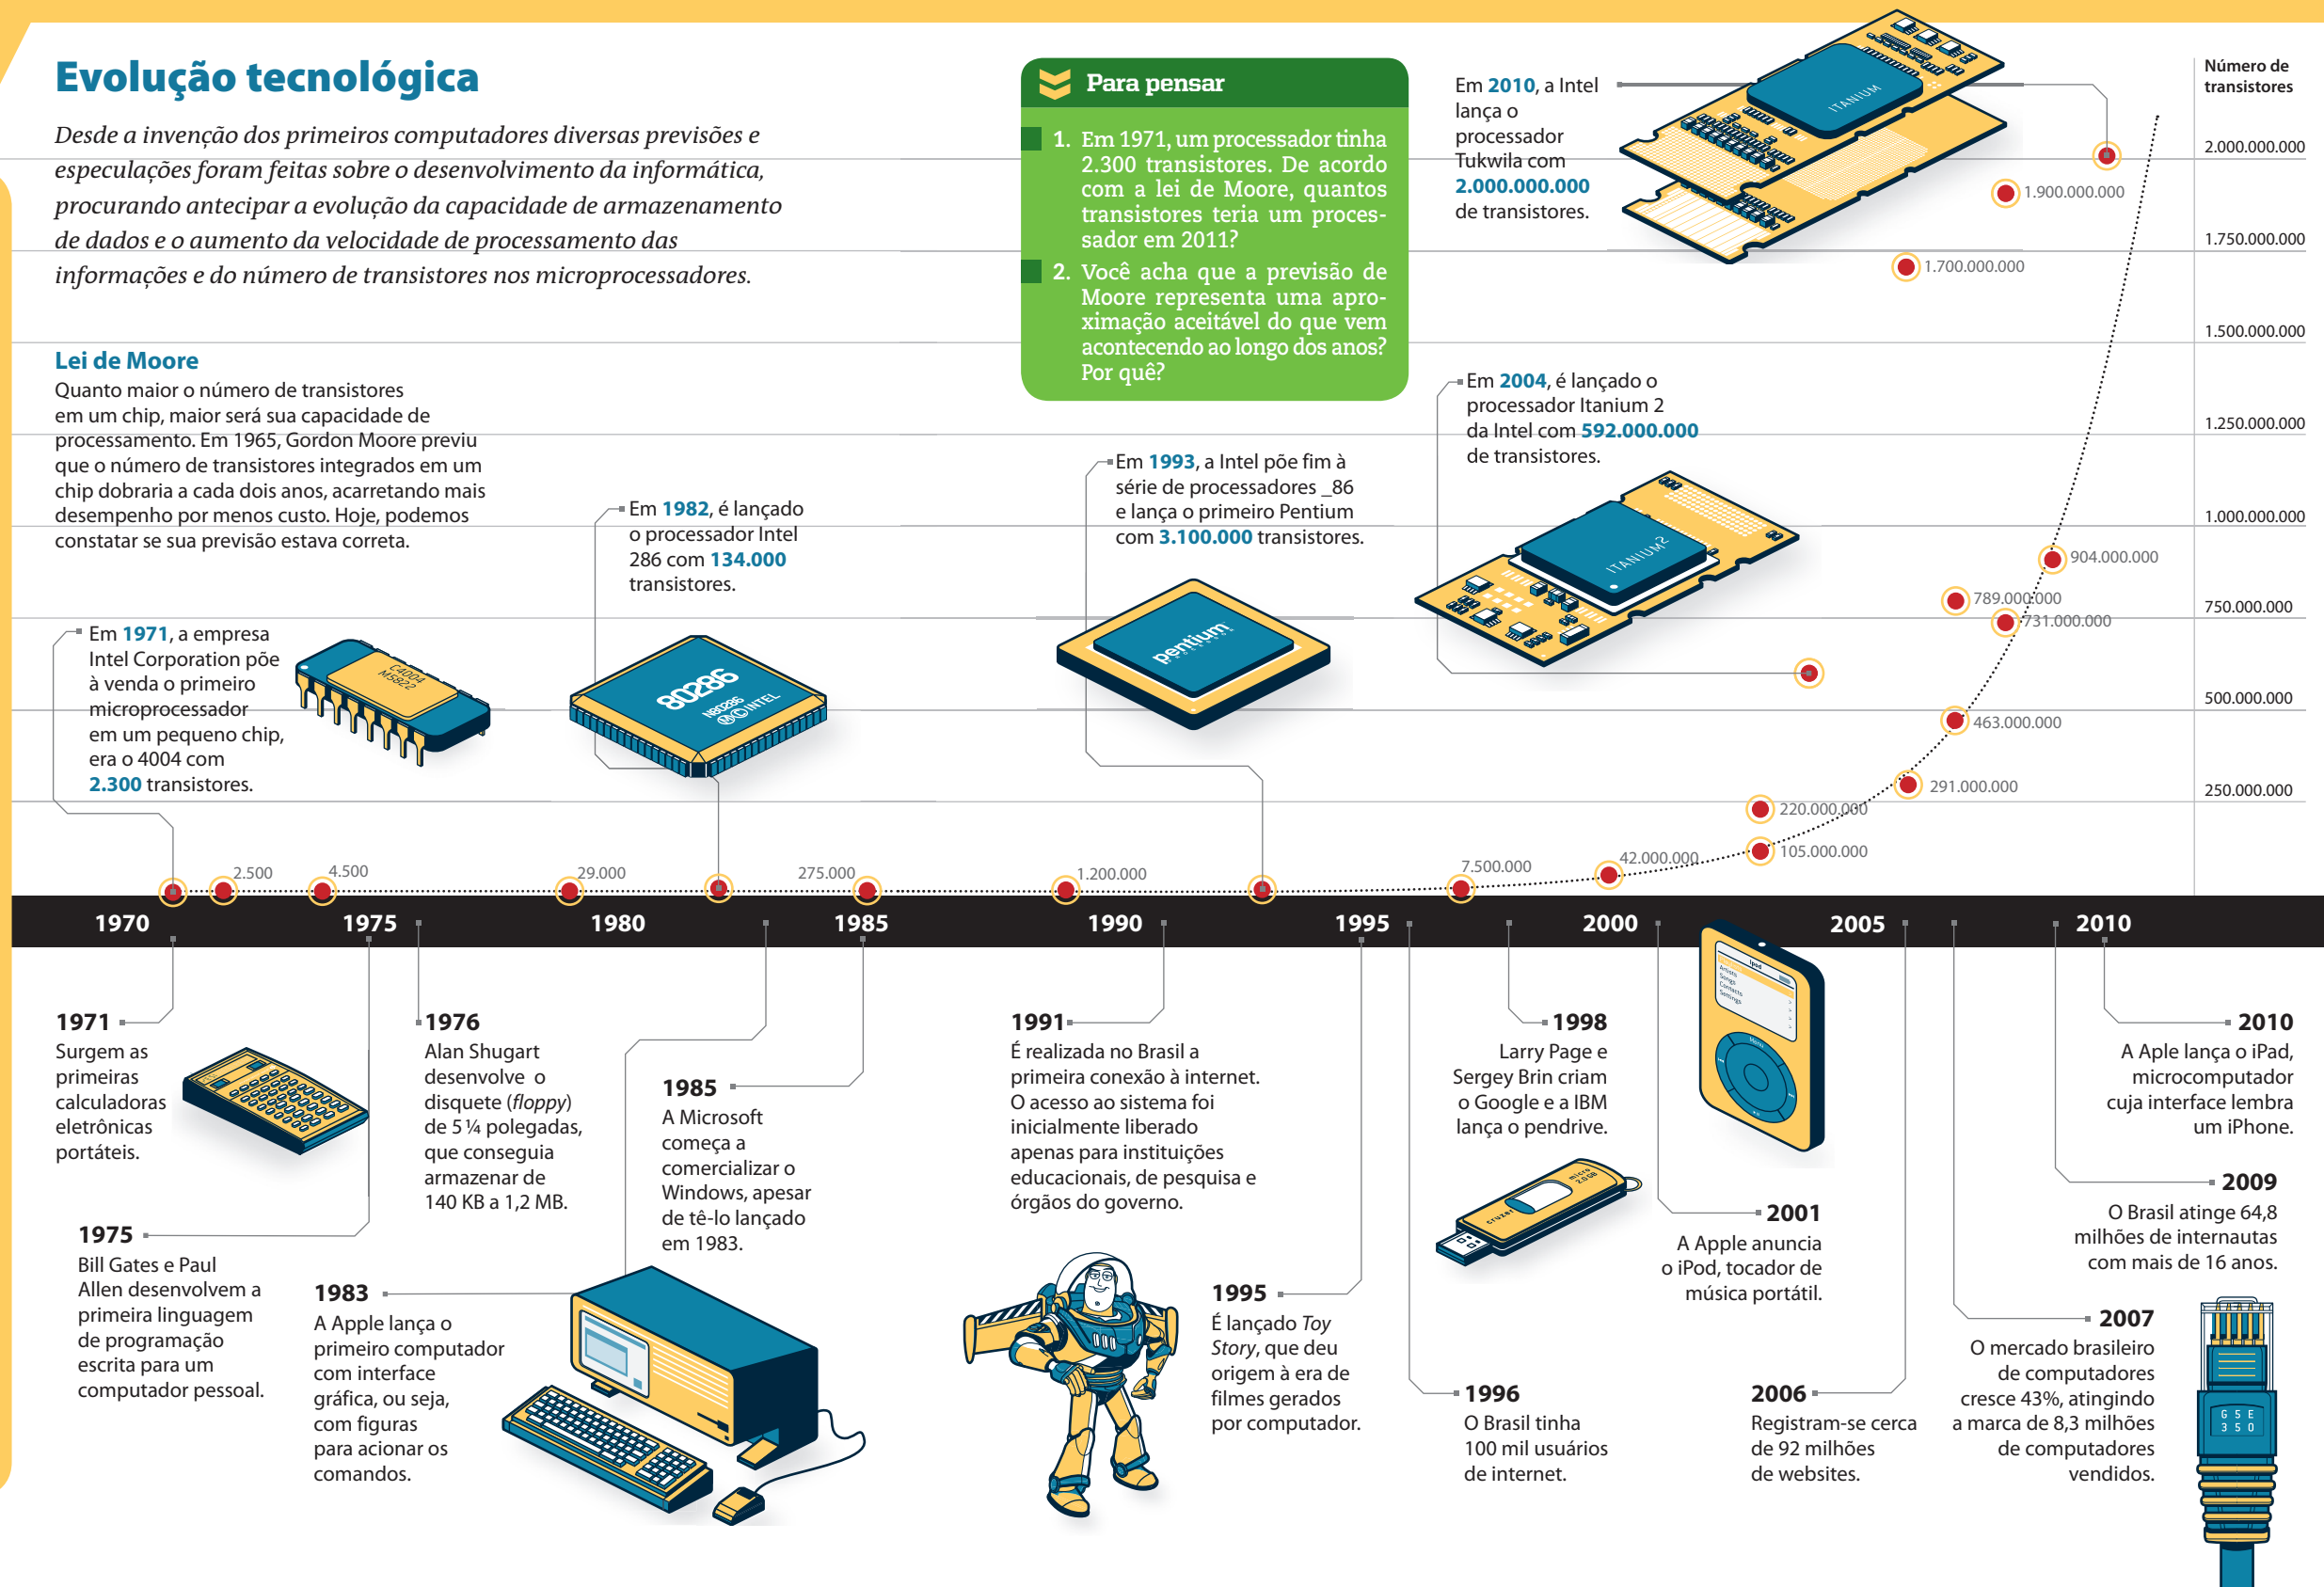 Evolução tecnológica
Desde a invenção dos primeiros computadores diversas previsões e
especulações foram feitas sobre o desenvolvimento da informática,
procurando antecipar a evolução da capacidade de armazenamento
de dados e o aumento da velocidade de processamento das
informações e do número de transistores nos microprocessadores.
Lei de Moore
Quanto maior o número de transistores
em um chip, maior será sua capacidade de
processamento. Em 1965, Gordon Moore previu
que o número de transistores integrados em um
chip dobraria a cada dois anos, acarretando mais
desempenho por menos custo. Hoje, podemos
constatar se sua previsão estava correta.
Para pensar
1. Em 1971, um processador tinha
2.300 transistores. De acordo
com a lei de Moore, quantos
transistores teria um proces-
sador em 2011?
2. Você acha que a previsão de
Moore representa uma apro-
ximação aceitável do que vem
acontecendo ao longo dos anos?
Por quê?
Em 1971, a empresa
Intel Corporation põe
à venda o primeiro
microprocessador
em um pequeno chip,
era o 4004 com
2.300 transistores.
C4004
M5822
Em 1982, é lançado
o processador Intel
286 com 134.000
transistores.
80286
N80286
M C INTEL
Em 1993, a Intel põe fim à
série de processadores _86
e lança o primeiro Pentium
com 3.100.000 transistores.
pentium
PROCESSOR
Em 2004, é lançado o
processador Itanium 2
da Intel com 592.000.000
de transistores.
ITANIUM2
Em 2010, a Intel
lança o
processador
Tukwila com
2.000.000.000
de transistores.
ITANIUM
Número de
transistores
2.000.000.000
1.750.000.000
1.500.000.000
1.250.000.000
1.000.000.000
750.000.000
500.000.000
250.000.000
2.500
4.500
29.000
275.000
1.200.000
7.500.000
42.000.000
105.000.000
220.000.000
291.000.000
463.000.000
731.000.000
789.000.000
904.000.000
1.700.000.000
1.900.000.000
1970
1975
1980
1985
1990
1995
2000
2005
2010
1971
Surgem as
primeiras
calculadoras
eletrônicas
portáteis.
1975
Bill Gates e Paul
Allen desenvolvem a
primeira linguagem
de programação
escrita para um
computador pessoal.
1976
Alan Shugart
desenvolve o
disquete (floppy)
de 5 ¼ polegadas,
que conseguia
armazenar de
140 KB a 1,2 MB.
1983
A Apple lança o
primeiro computador
com interface
gráfica, ou seja,
com figuras
para acionar os
comandos.
1985
A Microsoft
começa a
comercializar o
Windows, apesar
de tê-lo lançado
em 1983.
1991
É realizada no Brasil a
primeira conexão à internet.
O acesso ao sistema foi
inicialmente liberado
apenas para instituições
educacionais, de pesquisa e
órgãos do governo.
1995
É lançado Toy
Story, que deu
origem à era de
filmes gerados
por computador.
1996
O Brasil tinha
100 mil usuários
de internet.
1998
Larry Page e
Sergey Brin criam
o Google e a IBM
lança o pendrive.
cruzer
micro
2.0 GB
2001
A Apple anuncia
o iPod, tocador de
música portátil.
ipod
Artists
Songs
Contacts
Settings
Menu
2006
Registram-se cerca
de 92 milhões
de websites.
2007
O mercado brasileiro
de computadores
cresce 43%, atingindo
a marca de 8,3 milhões
de computadores
vendidos.
2009
O Brasil atinge 64,8
milhões de internautas
com mais de 16 anos.
2010
A Aple lança o iPad,
microcomputador
cuja interface lembra
um iPhone.
G 5 E
3 5 0